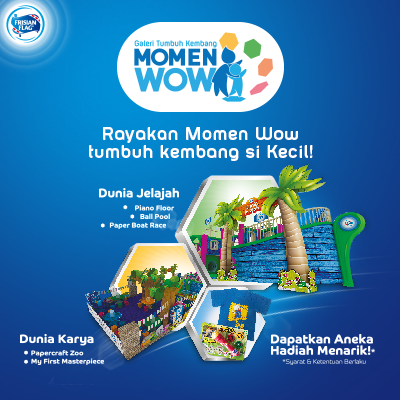 FRISIAN FLAG
Galeri Tumbuh Kembang
MOMEN
WOW
Rayakan Momen Wow
tumbuh kembang si Kecil!
Dunia Jelajah
• Piano Floor
• Ball Pool
• Paper Boat Race
Dunia Karya
• Papercraft Zoo
• My First Masterpiece
Dapatkan Aneka
Hadiah Menarik!*
*Syarat & Ketentuan Berlaku